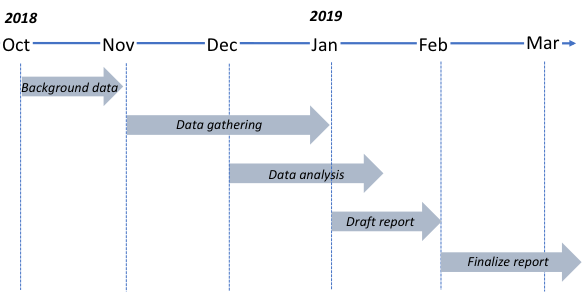 2018 2019
Oct Nov Dec Jan Feb Mar
Background data
Data gathering
Data analysis
Draft report
Finalize report